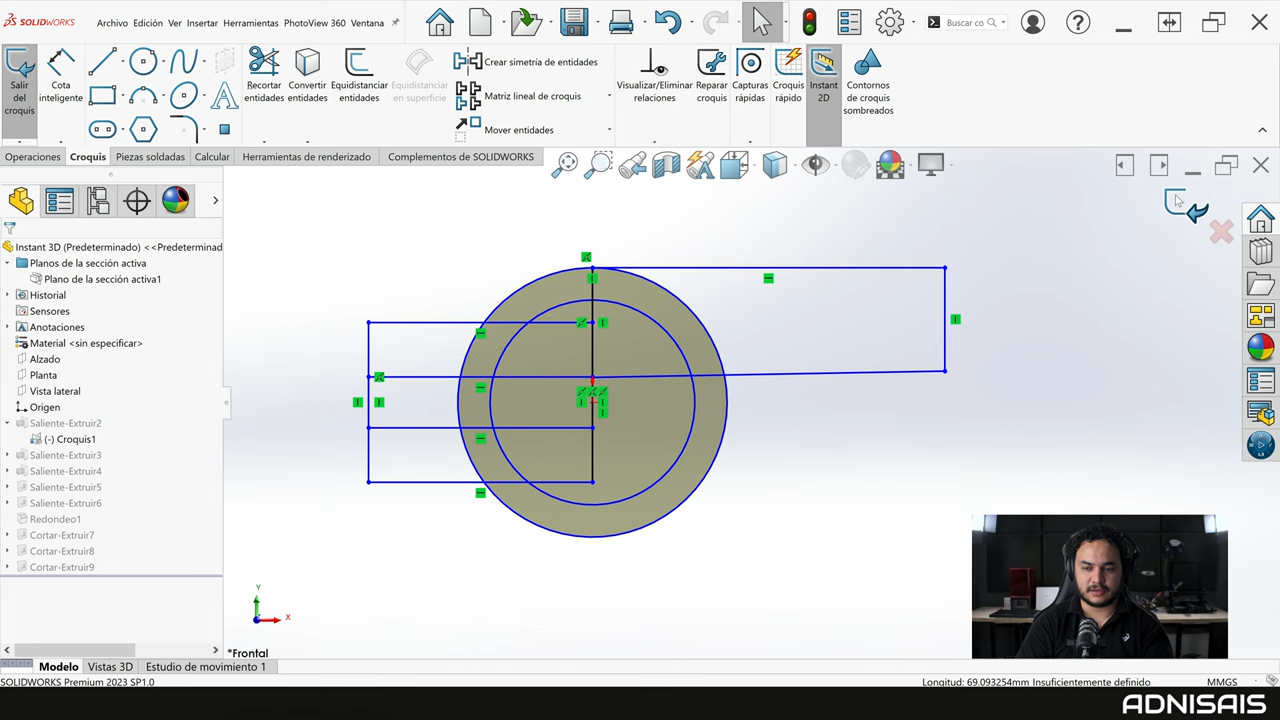 SOLIDWORKS
Archivo Edición Ver Insertar Herramientas PhotoView 360 Ventana
Buscar co
Salir del croquis
Cota inteligente
Recortar entidades
Convertir entidades
Equidistanciar entidades
Equidistanciar en superficie
Crear simetría de entidades
Matriz lineal de croquis
Mover entidades
Visualizar/Eliminar relaciones
Reparar croquis
Capturas rápidas
Croquis rápido
Instant 2D
Contornos de croquis sombreados
Operaciones Croquis Piezas soldadas Calcular Herramientas de renderizado Complementos de SOLIDWORKS
Instant 3D (Predeterminado) <<Predeterminad
Planos de la sección activa
Plano de la sección activa1
Historial
Sensores
Anotaciones
Material <sin especificar>
Alzado
Planta
Vista lateral
Origen
Saliente-Extruir2
(-) Croquis1
Saliente-Extruir3
Saliente-Extruir4
Saliente-Extruir5
Saliente-Extruir6
Redondeo1
Cortar-Extruir7
Cortar-Extruir8
Cortar-Extruir9
Y
X
*Frontal
Modelo Vistas 3D Estudio de movimiento 1
SOLIDWORKS Premium 2023 SP1.0
Longitud: 69.093254mm Insuficientemente definido MMGS
ADNISAIS